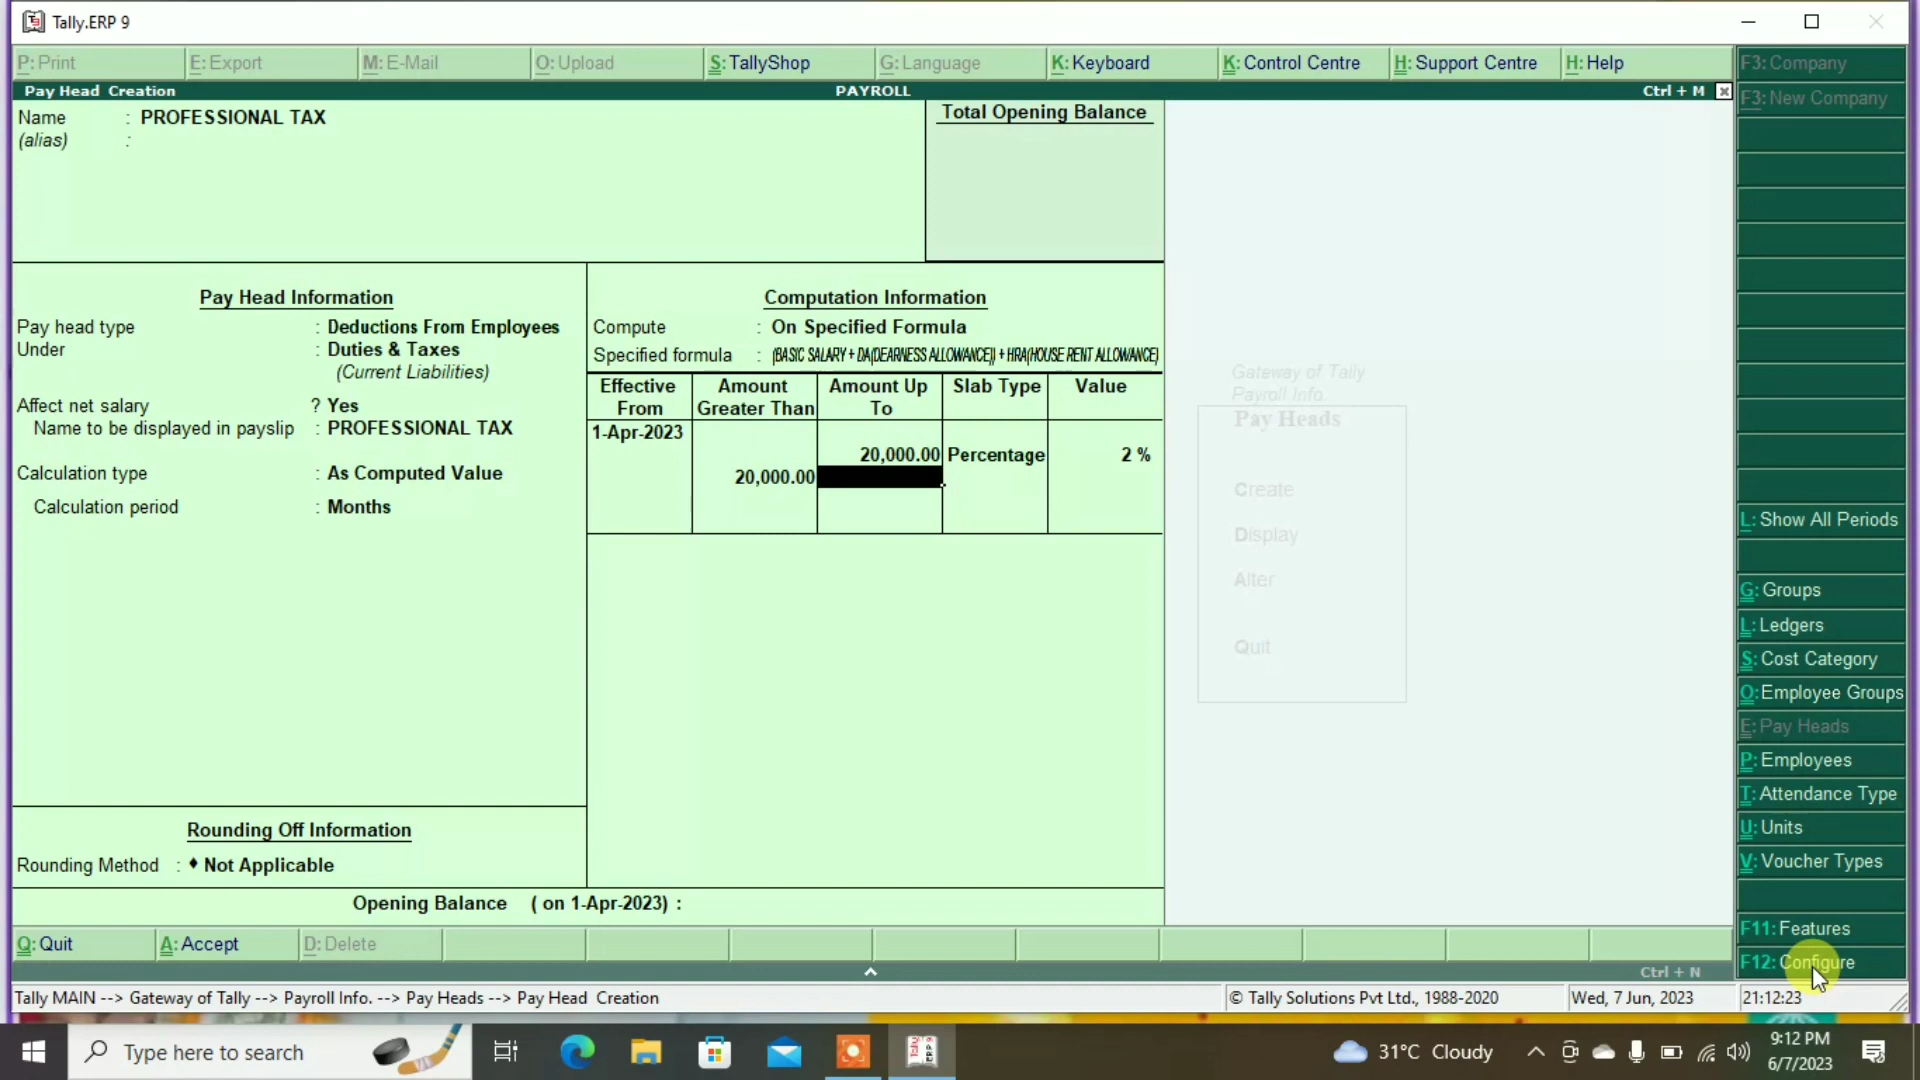 Tally.ERP 9
P: Print E: Export M: E-Mail O: Upload S: TallyShop G: Language K: Keyboard K: Control Centre H: Support Centre H: Help F3: Company
Pay Head Creation PAYROLL Ctrl + M F3: New Company
Name : PROFESSIONAL TAX
(alias) :
Total Opening Balance
Pay Head Information
Pay head type : Deductions From Employees
Under : Duties & Taxes
(Current Liabilities)
Affect net salary ? Yes
Name to be displayed in payslip : PROFESSIONAL TAX
Calculation type : As Computed Value
Calculation period : Months
Computation Information
Compute : On Specified Formula
Specified formula : (BASIC SALARY + DA(DEARNESS ALLOWANCE)) + HRA(HOUSE RENT ALLOWANCE)
Effective Amount Amount Up Slab Type Value
From Greater Than To
1-Apr-2023
20,000.00 Percentage 2 %
20,000.00
Gateway of Tally
Payroll Info.
Pay Heads
Create
Display
Alter
Quit
L: Show All Periods
G: Groups
L: Ledgers
S: Cost Category
O: Employee Groups
E: Pay Heads
P: Employees
T: Attendance Type
U: Units
V: Voucher Types
F11: Features
F12: Configure
Rounding Off Information
Rounding Method : ♦ Not Applicable
Opening Balance ( on 1-Apr-2023) :
Q: Quit A: Accept D: Delete
Ctrl + N
Tally MAIN --> Gateway of Tally --> Payroll Info. --> Pay Heads --> Pay Head Creation © Tally Solutions Pvt Ltd., 1988-2020 Wed, 7 Jun, 2023 21:12:23
Type here to search 31°C Cloudy 9:12 PM
6/7/2023